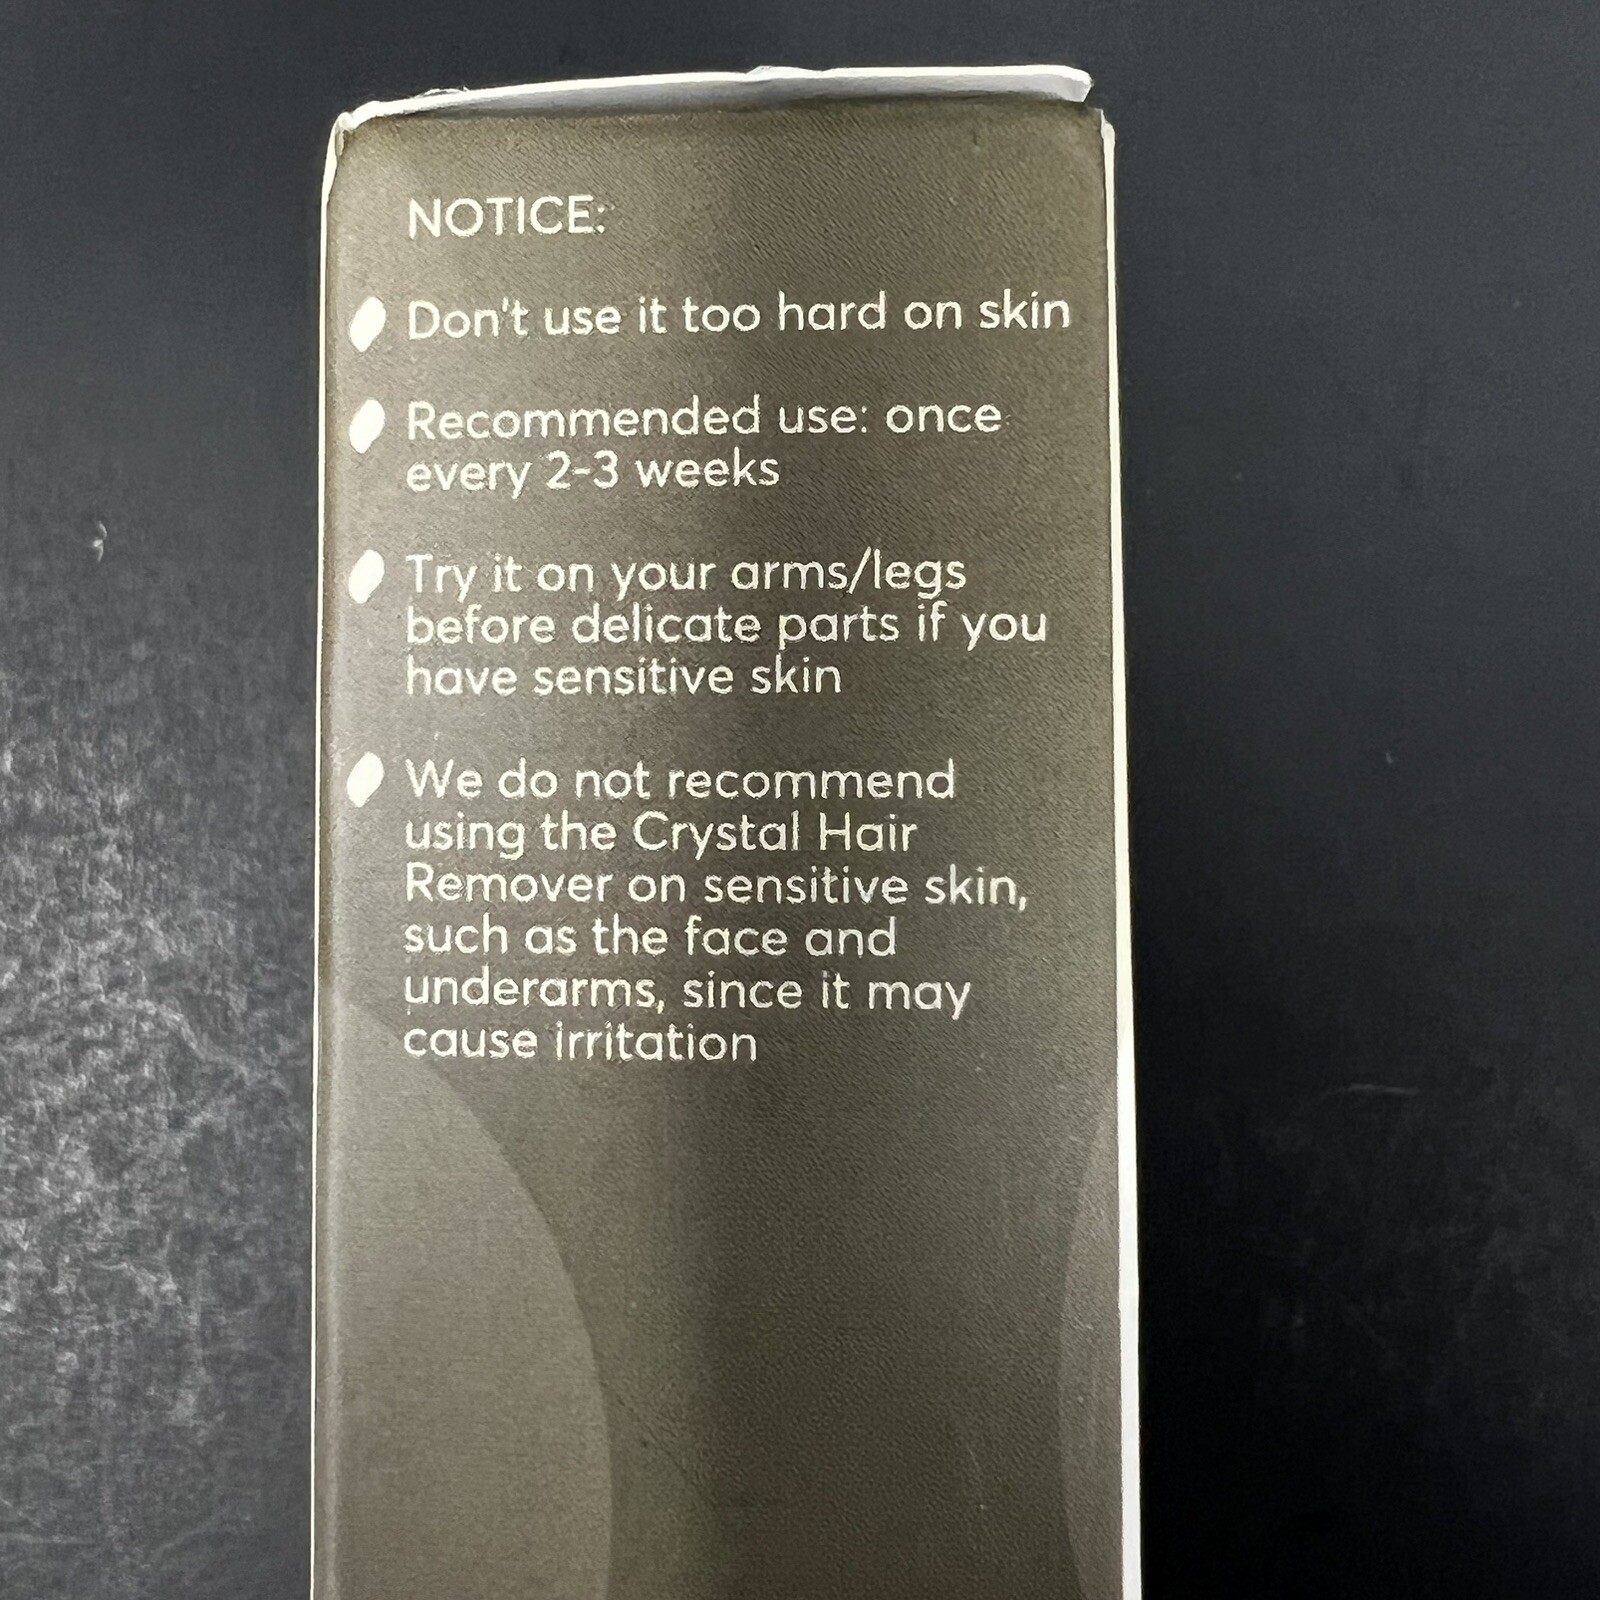 NOTICE:
Don't use it too hard on skin
Recommended use: once
every 2-3 weeks
Try it on your arms/legs
before delicate parts if you
have sensitive skin
We do not recommend
using the Crystal Hair
Remover on sensitive skin,
such as the face and
underarms, since it may
cause irritation